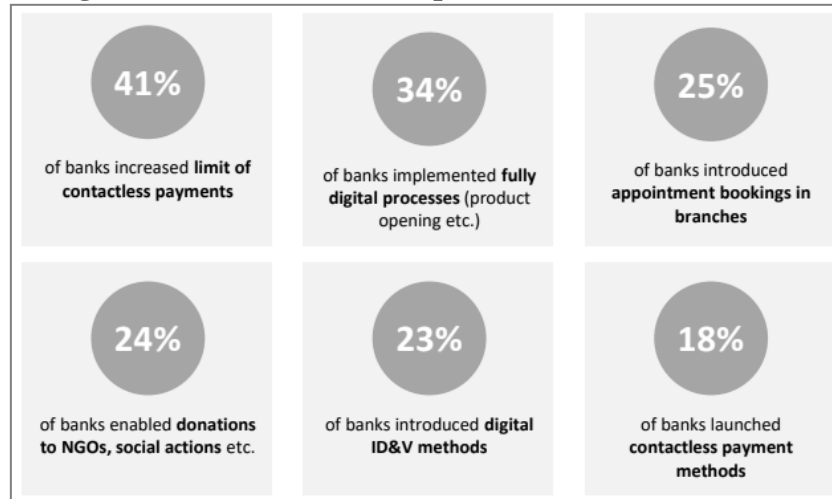 41%
of banks increased limit of
contactless payments
34%
of banks implemented fully
digital processes (product
opening etc.)
25%
of banks introduced
appointment bookings in
branches
24%
of banks enabled donations
to NGOs, social actions etc.
23%
of banks introduced digital
ID&V methods
18%
of banks launched
contactless payment
methods